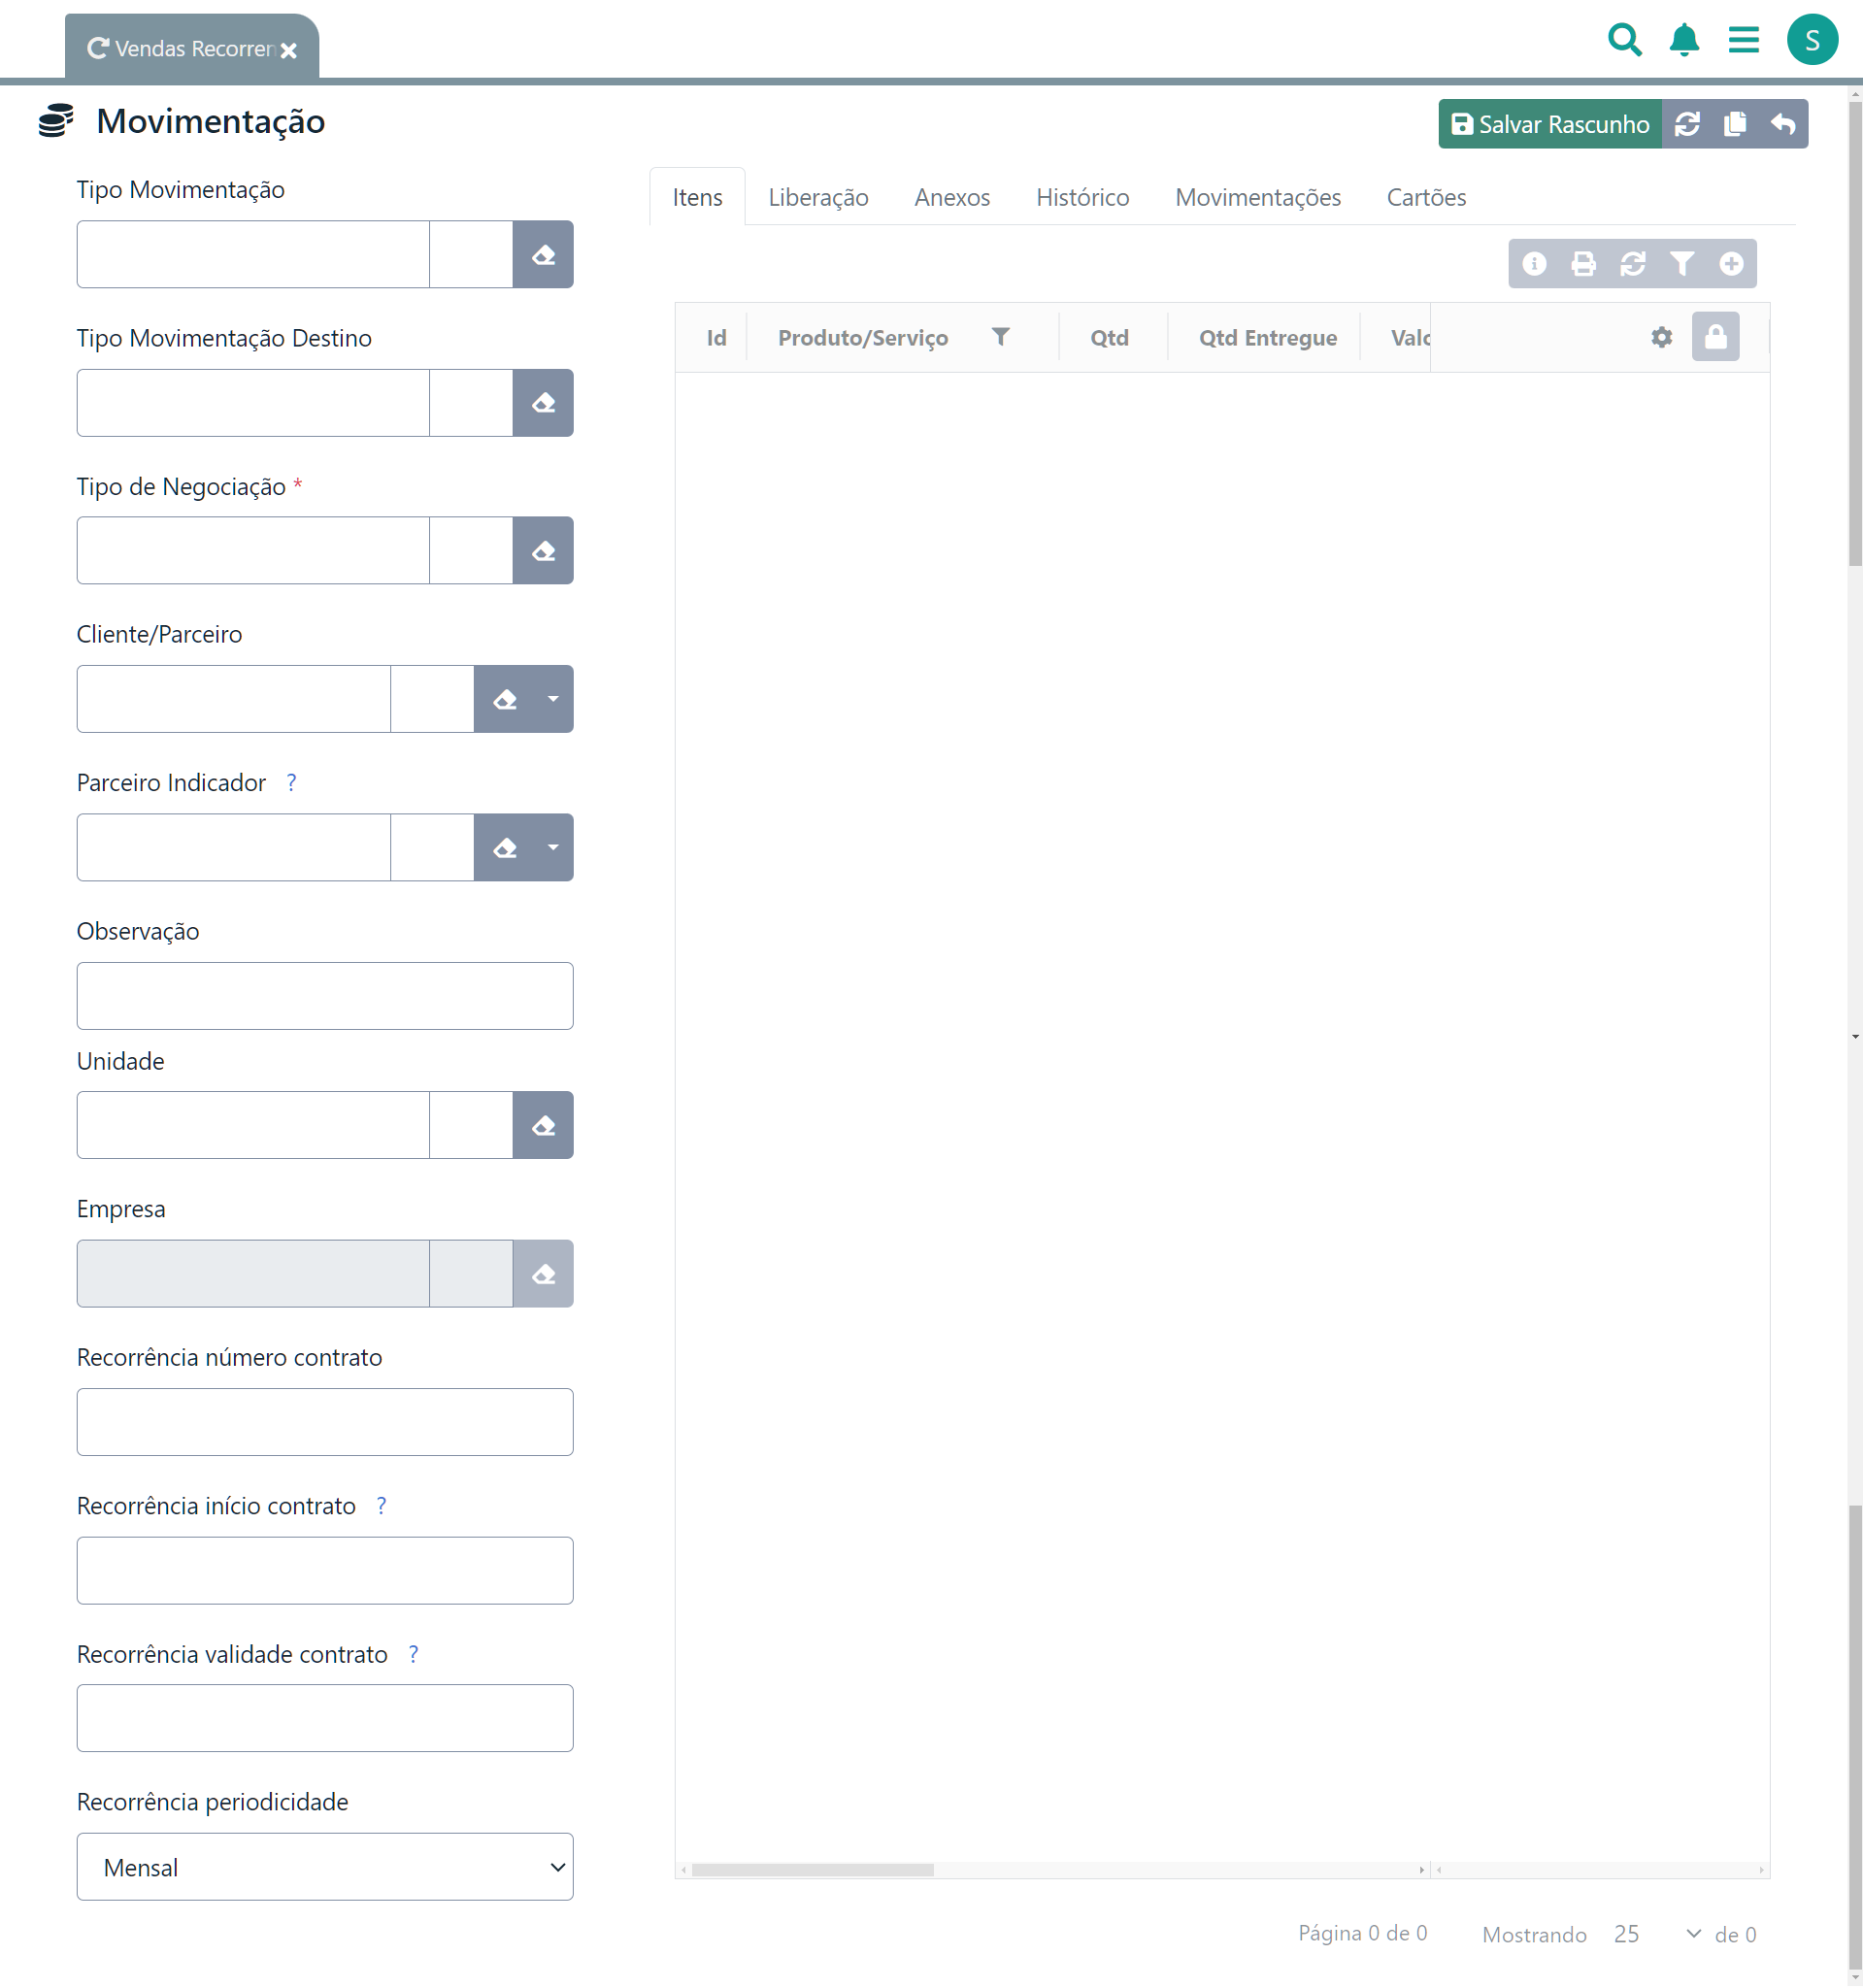 Vendas Recorren
S
Movimentação
Salvar Rascunho
Tipo Movimentação
Tipo Movimentação Destino
Tipo de Negociação *
Cliente/Parceiro
Parceiro Indicador ?
Observação
Unidade
Empresa
Recorrência número contrato
Recorrência início contrato ?
Recorrência validade contrato ?
Recorrência periodicidade
Mensal
Itens Liberação Anexos Histórico Movimentações Cartões
Id Produto/Serviço Qtd Qtd Entregue Valo
Página 0 de 0 Mostrando 25 de 0